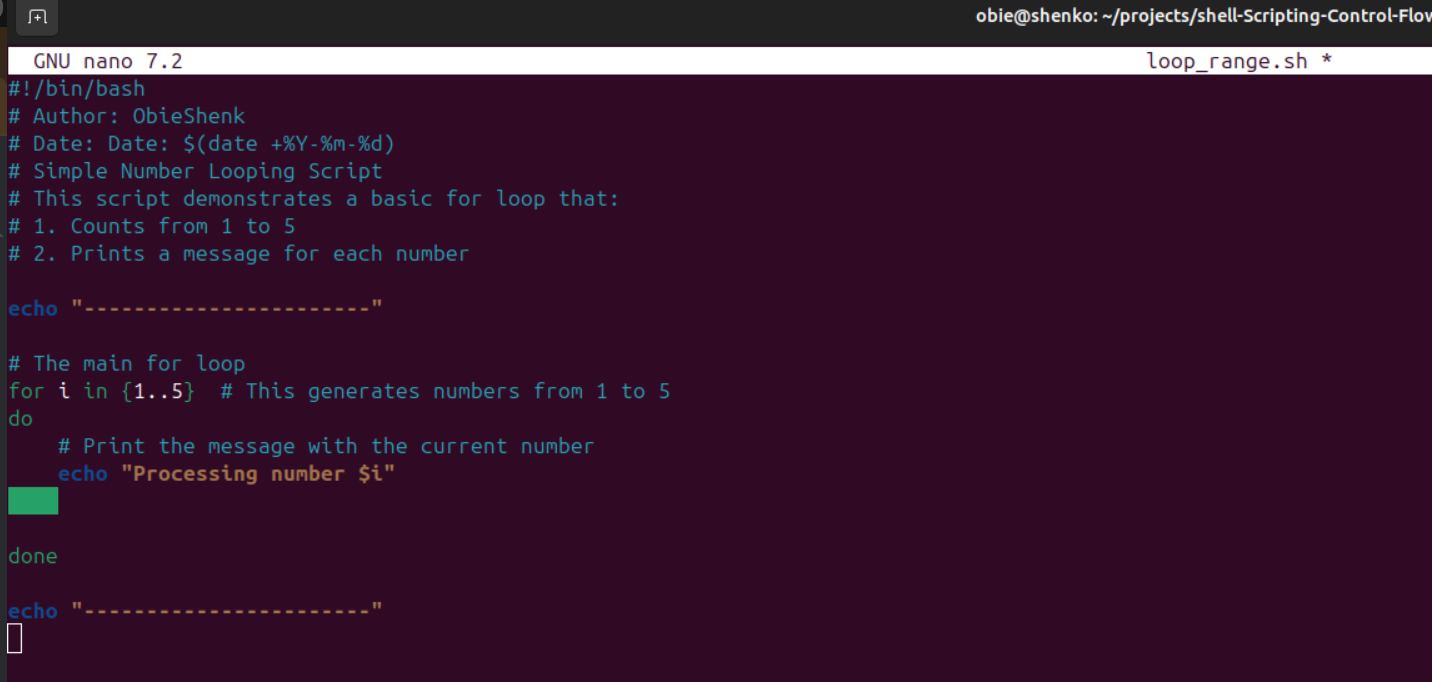 obie@shenko: ~/projects/shell-Scripting-Control-Flow
GNU nano 7.2 loop_range.sh *
#!/bin/bash
# Author: ObieShenk
# Date: Date: $(date +%Y-%m-%d)
# Simple Number Looping Script
# This script demonstrates a basic for loop that:
# 1. Counts from 1 to 5
# 2. Prints a message for each number
echo "-----------------------"
# The main for loop
for i in {1..5}  # This generates numbers from 1 to 5
do
    # Print the message with the current number
    echo "Processing number $i"
done
echo "-----------------------"